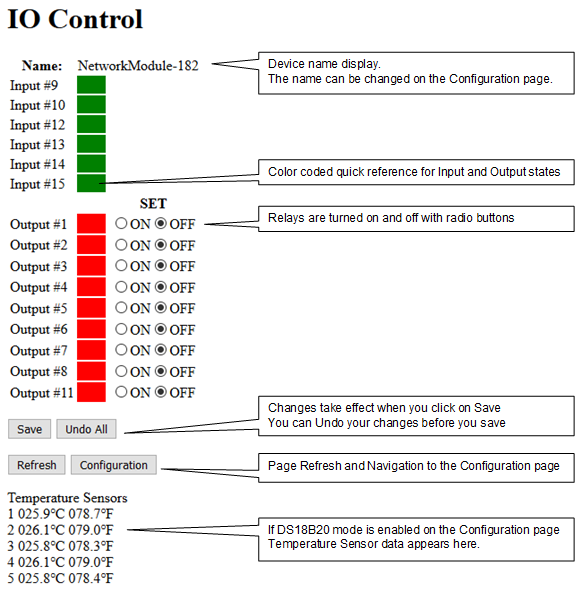 IO Control
Name: NetworkModule-182
Device name display.
The name can be changed on the Configuration page.
Input #9
Input #10
Input #12
Input #13
Input #14
Input #15
Color coded quick reference for Input and Output states
SET
Output #1 ON OFF
Relays are turned on and off with radio buttons
Output #2 ON OFF
Output #3 ON OFF
Output #4 ON OFF
Output #5 ON OFF
Output #6 ON OFF
Output #7 ON OFF
Output #8 ON OFF
Output #11 ON OFF
Save Undo All
Changes take effect when you click on Save
You can Undo your changes before you save
Refresh Configuration
Page Refresh and Navigation to the Configuration page
Temperature Sensors
1 025.9°C 078.7°F
2 026.1°C 079.0°F
3 025.8°C 078.3°F
4 026.1°C 079.0°F
5 025.8°C 078.4°F
If DS18B20 mode is enabled on the Configuration page
Temperature Sensor data appears here.